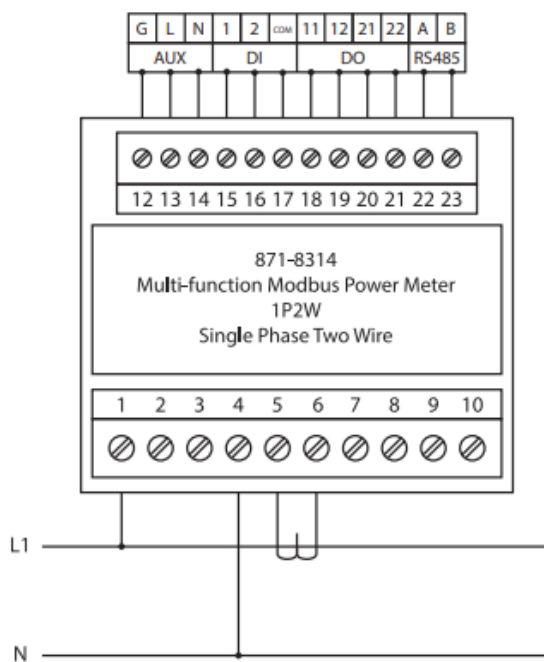 G L N 1 2 COM 11 12 21 22 A B
AUX DI DO RS485
12 13 14 15 16 17 18 19 20 21 22 23
871-8314
Multi-function Modbus Power Meter
1P2W
Single Phase Two Wire
1 2 3 4 5 6 7 8 9 10
L1
N